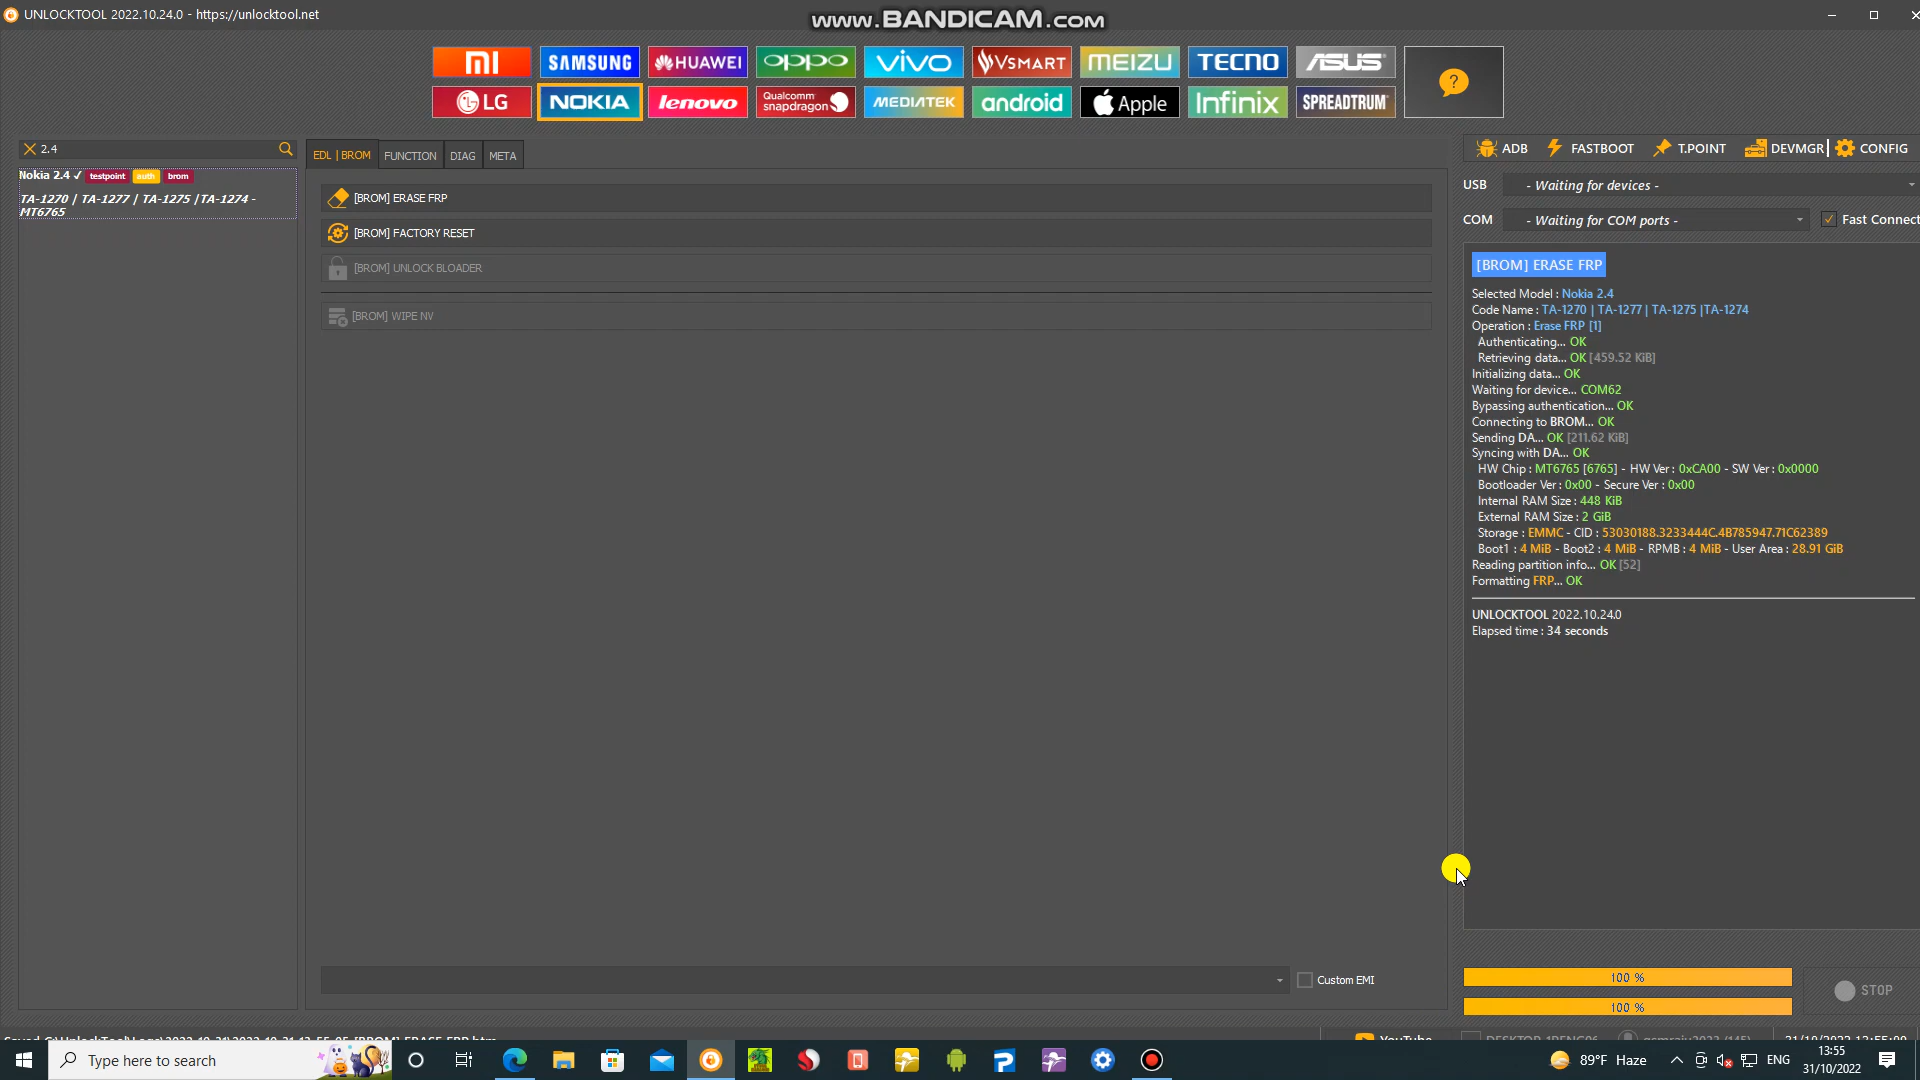 UNLOCKTOOL 2022.10.24.0 - https://unlocktool.net
www.BANDICAM.com
mi SAMSUNG HUAWEI oppo vivo VSMART MEIZU TECNO ASUS ?
LG NOKIA lenovo Qualcomm snapdragon MEDIATEK android Apple Infinix SPREADTRUM
2.4
Nokia 2.4 ✓ testpoint auth brom
TA-1270 | TA-1277 | TA-1275 |TA-1274 -
MT6765
EDL | BROM FUNCTION DIAG META
[BROM] ERASE FRP
[BROM] FACTORY RESET
[BROM] UNLOCK BLOADER
[BROM] WIPE NV
Custom EMI
ADB FASTBOOT T.POINT DEVMGR CONFIG
USB - Waiting for devices -
COM - Waiting for COM ports - Fast Connect
[BROM] ERASE FRP
Selected Model : Nokia 2.4
Code Name : TA-1270 | TA-1277 | TA-1275 |TA-1274
Operation : Erase FRP [1]
Authenticating... OK
Retrieving data... OK [459.52 KiB]
Initializing data... OK
Waiting for device... COM62
Bypassing authentication... OK
Connecting to BROM... OK
Sending DA... OK [211.62 KiB]
Syncing with DA... OK
HW Chip : MT6765 [6765] - HW Ver : 0xCA00 - SW Ver : 0x0000
Bootloader Ver : 0x00 - Secure Ver : 0x00
Internal RAM Size : 448 KiB
External RAM Size : 2 GiB
Storage : EMMC - CID : 53030188.3233444C.4B785947.71C62389
Boot1 : 4 MiB - Boot2 : 4 MiB - RPMB : 4 MiB - User Area : 28.91 GiB
Reading partition info... OK [52]
Formatting FRP... OK
UNLOCKTOOL 2022.10.24.0
Elapsed time : 34 seconds
100 %
100 %
STOP
YouTube
Type here to search
89°F Haze
ENG
13:55
31/10/2022